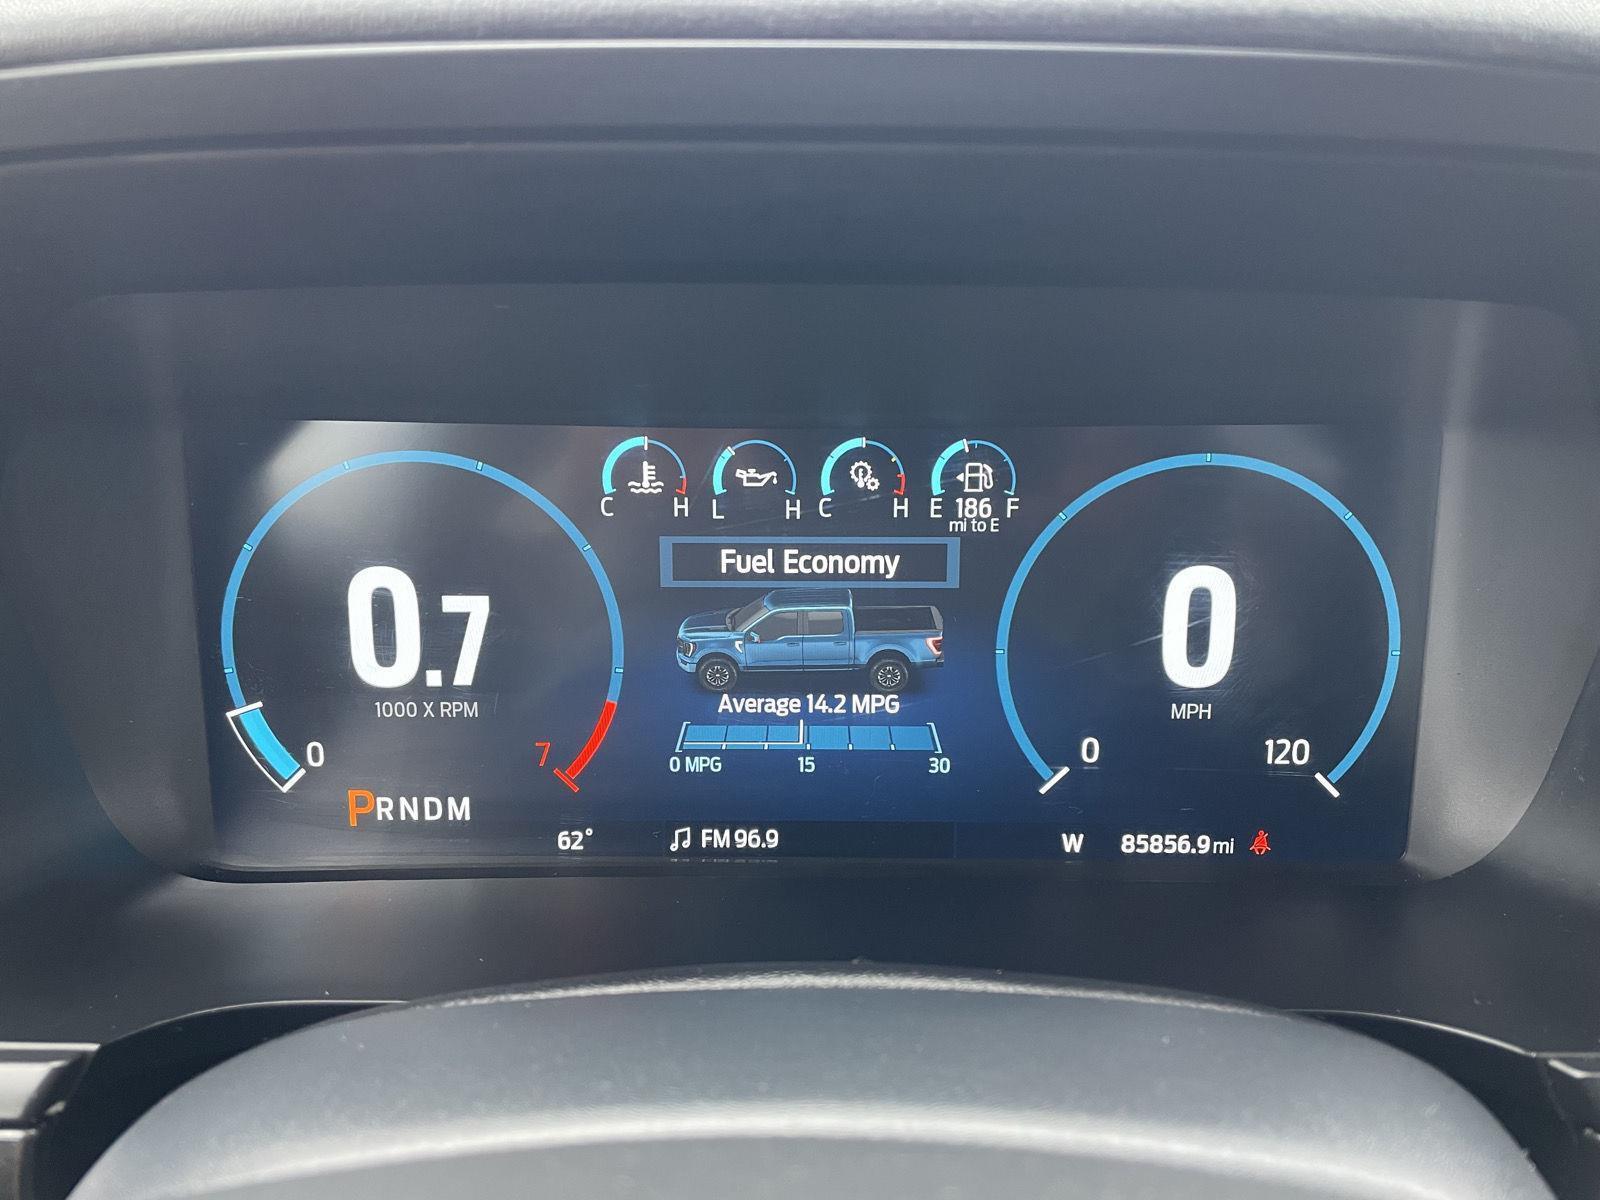 C H L H C H E 186 F
mi to E
Fuel Economy
0.7
1000 X RPM
0 7
PRNDM
Average 14.2 MPG
0 MPG 15 30
0
MPH
0 120
62° FM 96.9 W 85856.9 mi